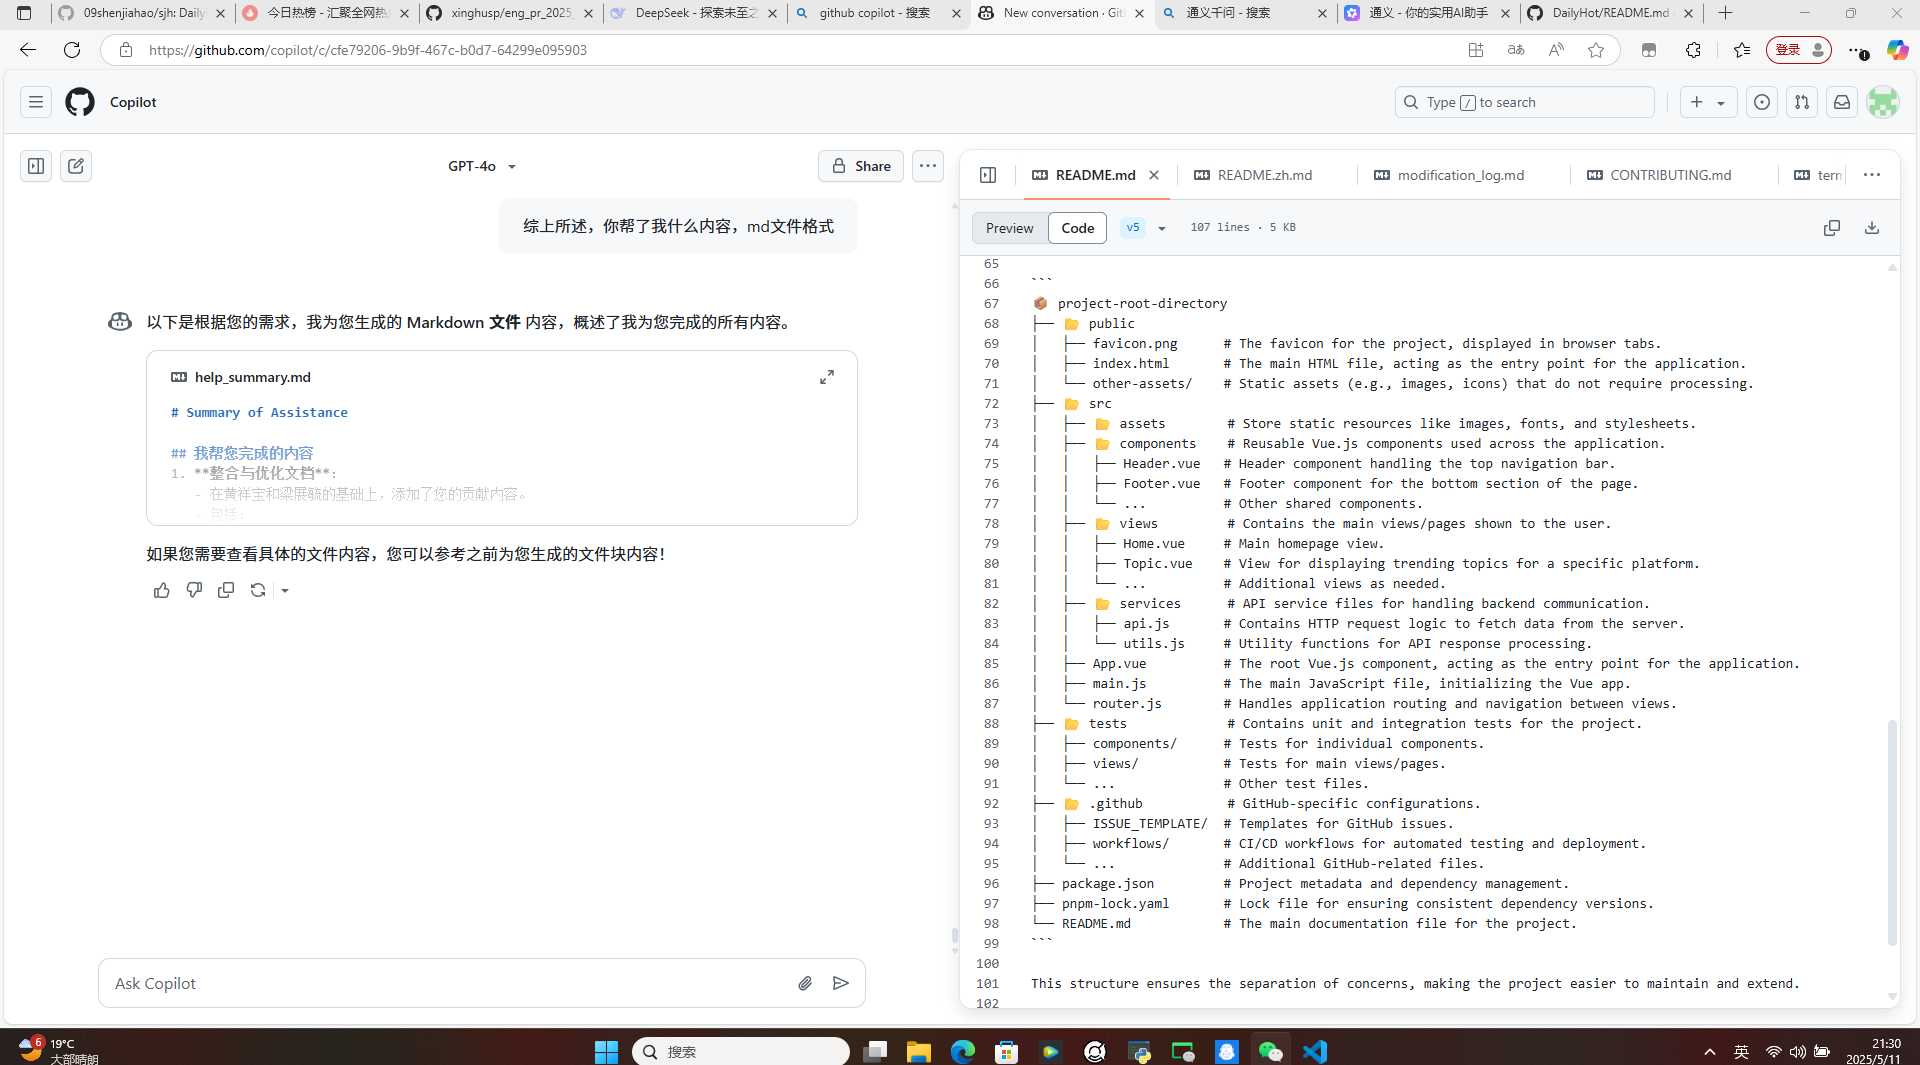 09shenjiahao/sjh: Daily
今日热榜 - 汇聚全网热
xinghusp/eng_pr_2025_
DeepSeek - 探索未至之
github copilot - 搜索
New conversation · GitH
通义千问 - 搜索
通义 - 你的实用AI助手
DailyHot/README.md
https://github.com/copilot/c/cfe79206-9b9f-467c-b0d7-64299e095903
登录
Copilot
Type / to search
GPT-4o
Share
综上所述，你帮了我什么内容，md文件格式
以下是根据您的需求，我为您生成的 Markdown 文件 内容，概述了我为您完成的所有内容。
help_summary.md
# Summary of Assistance
## 我帮您完成的内容
1. **整合与优化文档**：
- 在黄祥宝和梁展毓的基础上，添加了您的贡献内容。
- 包括：
如果您需要查看具体的文件内容，您可以参考之前为您生成的文件块内容！
Ask Copilot
README.md
README.zh.md
modification_log.md
CONTRIBUTING.md
term
Preview
Code
v5
107 lines · 5 KB
65
66 ```
67 📦 project-root-directory
68 ├── 📁 public
69 │   ├── favicon.png      # The favicon for the project, displayed in browser tabs.
70 │   ├── index.html       # The main HTML file, acting as the entry point for the application.
71 │   └── other-assets/    # Static assets (e.g., images, icons) that do not require processing.
72 ├── 📁 src
73 │   ├── 📁 assets        # Store static resources like images, fonts, and stylesheets.
74 │   ├── 📁 components    # Reusable Vue.js components used across the application.
75 │   │   ├── Header.vue   # Header component handling the top navigation bar.
76 │   │   ├── Footer.vue   # Footer component for the bottom section of the page.
77 │   │   └── ...          # Other shared components.
78 │   ├── 📁 views         # Contains the main views/pages shown to the user.
79 │   │   ├── Home.vue     # Main homepage view.
80 │   │   ├── Topic.vue    # View for displaying trending topics for a specific platform.
81 │   │   └── ...          # Additional views as needed.
82 │   ├── 📁 services      # API service files for handling backend communication.
83 │   │   ├── api.js       # Contains HTTP request logic to fetch data from the server.
84 │   │   └── utils.js     # Utility functions for API response processing.
85 │   ├── App.vue          # The root Vue.js component, acting as the entry point for the application.
86 │   ├── main.js          # The main JavaScript file, initializing the Vue app.
87 │   └── router.js        # Handles application routing and navigation between views.
88 ├── 📁 tests             # Contains unit and integration tests for the project.
89 │   ├── components/      # Tests for individual components.
90 │   ├── views/           # Tests for main views/pages.
91 │   └── ...              # Other test files.
92 ├── 📁 .github           # GitHub-specific configurations.
93 │   ├── ISSUE_TEMPLATE/  # Templates for GitHub issues.
94 │   ├── workflows/       # CI/CD workflows for automated testing and deployment.
95 │   └── ...              # Additional GitHub-related files.
96 ├── package.json         # Project metadata and dependency management.
97 ├── pnpm-lock.yaml       # Lock file for ensuring consistent dependency versions.
98 └── README.md            # The main documentation file for the project.
99 ```
100
101 This structure ensures the separation of concerns, making the project easier to maintain and extend.
102
6
19°C
大部晴朗
搜索
英
21:30
2025/5/11